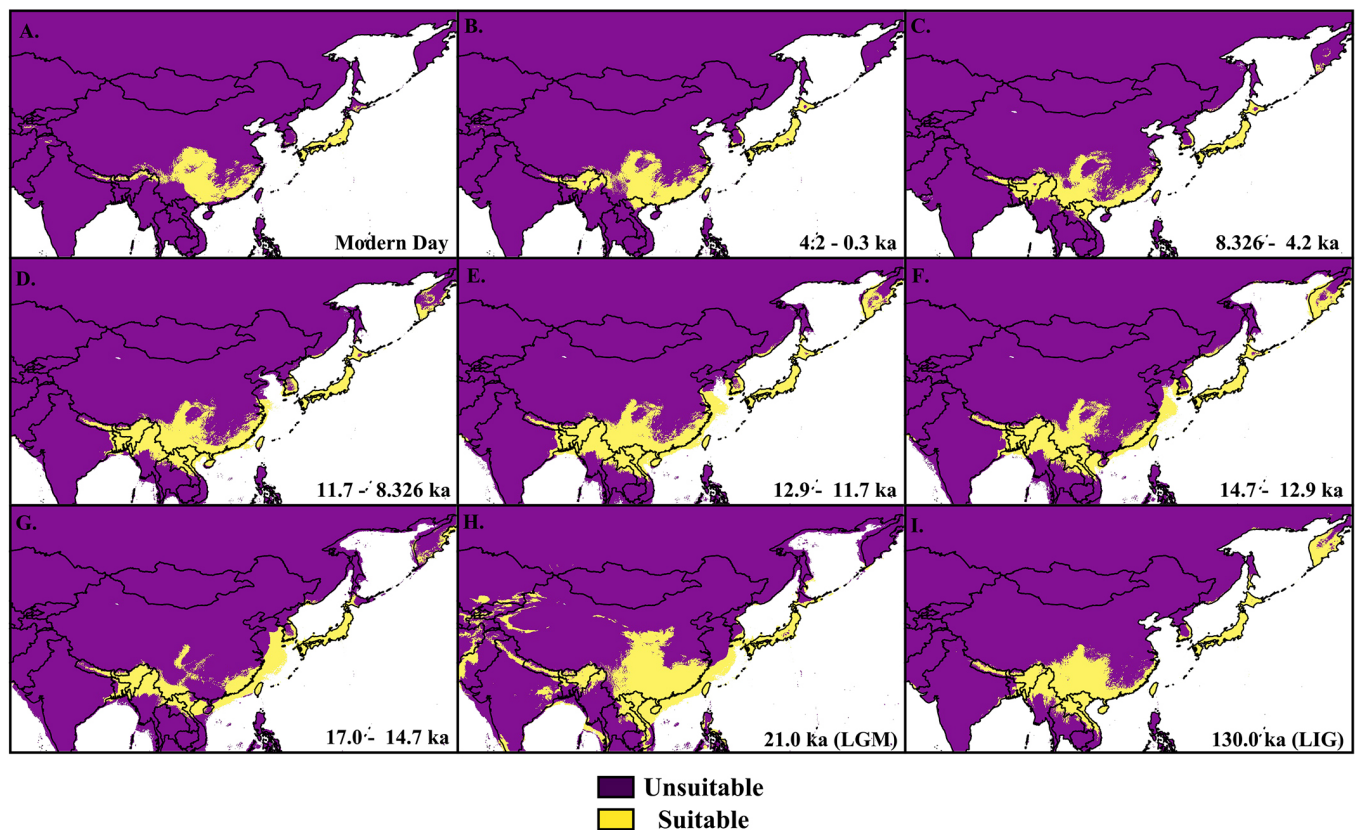 A.
B.
C.
Modern Day
4.2 - 0.3 ka
8.326 - 4.2 ka
D.
E.
F.
11.7 - 8.326 ka
12.9 - 11.7 ka
14.7 - 12.9 ka
G.
H.
I.
17.0 - 14.7 ka
21.0 ka (LGM)
130.0 ka (LIG)
Unsuitable
Suitable